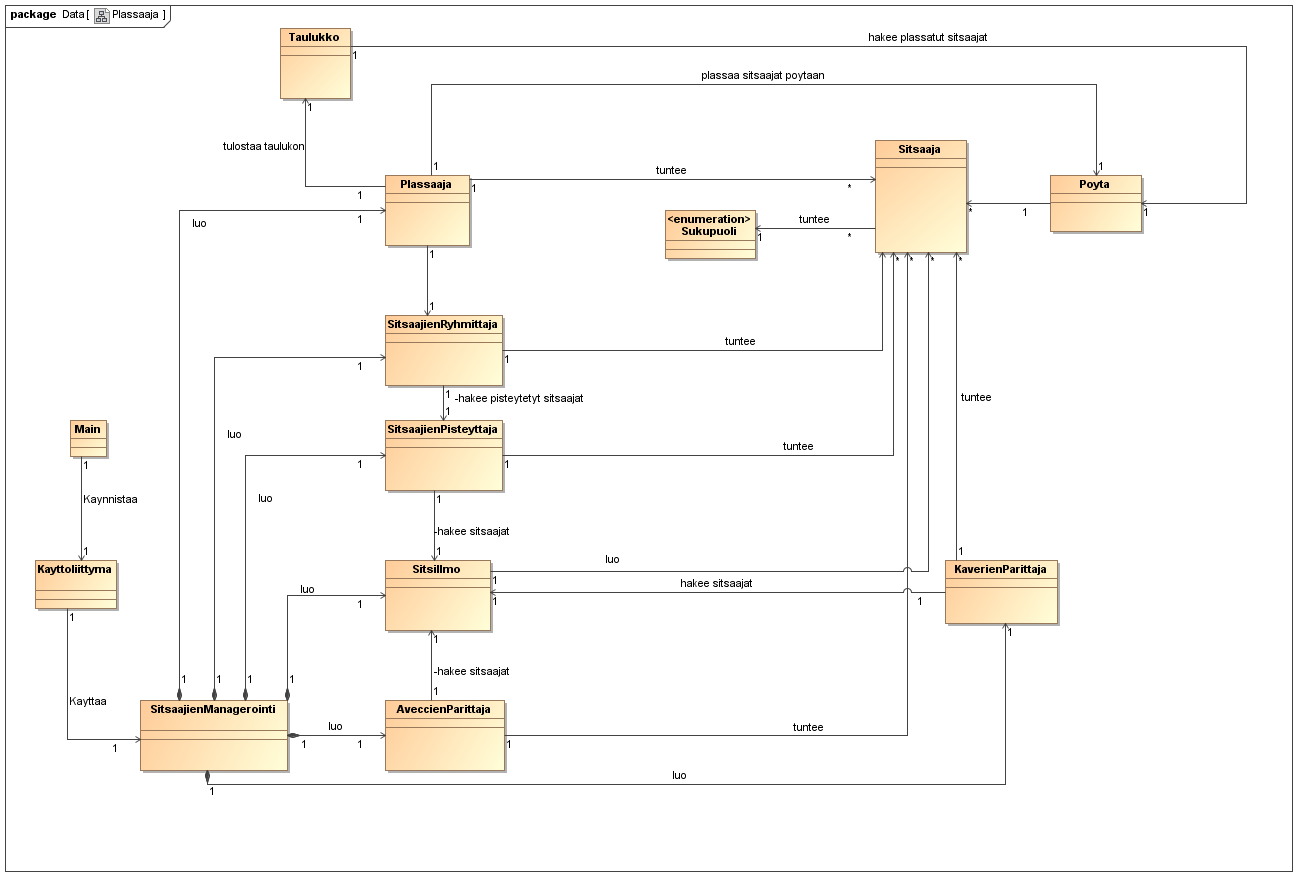 package Data [ Plassaaja ]
Taulukko
hakee plassatut sitsaajat
1
plassaa sitsaajat poytaan
1
tulostaa taulukon
1
1
Sitsaaja
tuntee
Plassaaja
1
1
*
Poyta
luo
1
<enumeration>
Sukupuoli
tuntee
1
*
*
1
1
1
*
*
*
*
1
SitsaajienRyhmittaja
tuntee
1
1
1
-hakee pisteytetyt sitsaajat
1
tuntee
Main
luo
SitsaajienPisteyttaja
tuntee
1
1
1
Kaynnistaa
luo
1
-hakee sitsaajat
1
1
1
luo
Kayttoliittyma
SitsIlmo
KaverienParittaja
1
hakee sitsaajat
luo
1
1
1
1
1
1
-hakee sitsaajat
1
1
1
1
1
Kayttaa
SitsaajienManagerointi
AveccienParittaja
luo
tuntee
1
1
1
1
luo
1